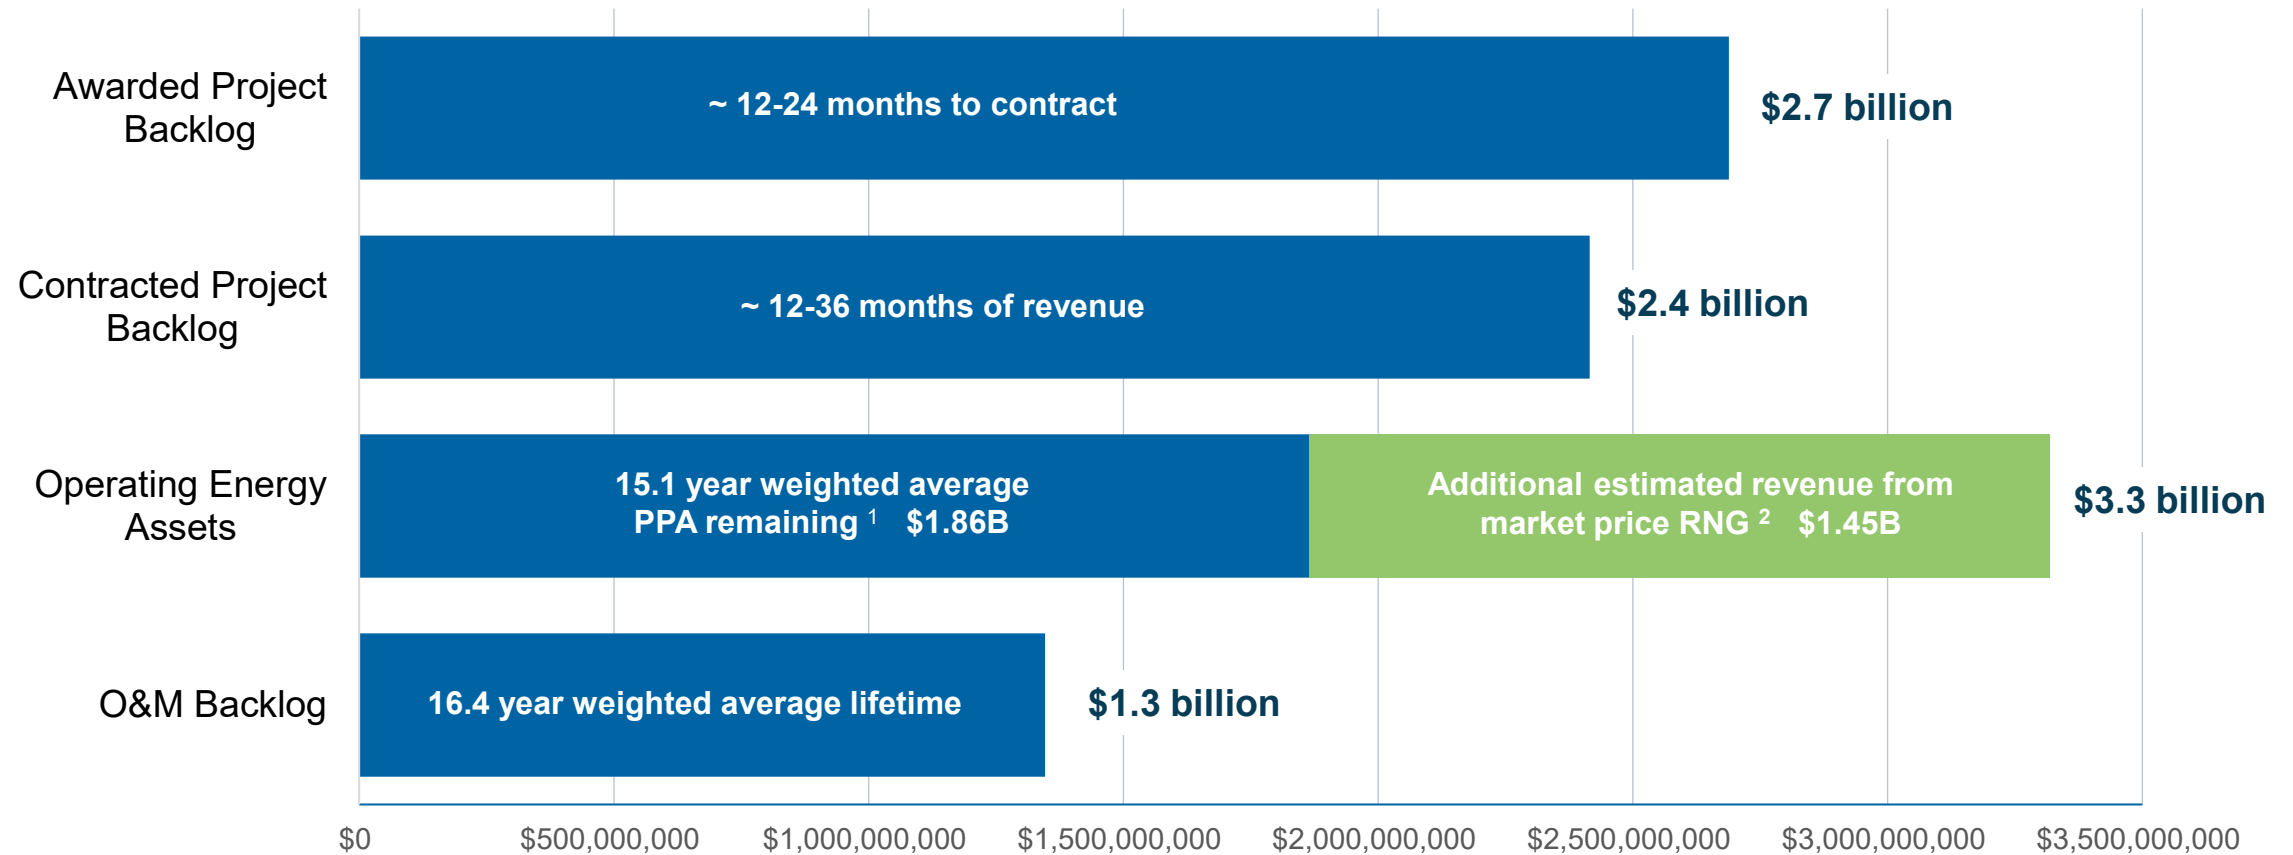 Awarded Project
Backlog
~ 12-24 months to contract
$2.7 billion
Contracted Project
Backlog
~ 12-36 months of revenue
$2.4 billion
Operating Energy
Assets
15.1 year weighted average
PPA remaining 1 $1.86B
Additional estimated revenue from
market price RNG 2 $1.45B
$3.3 billion
O&M Backlog
16.4 year weighted average lifetime
$1.3 billion
$0 $500,000,000 $1,000,000,000 $1,500,000,000 $2,000,000,000 $2,500,000,000 $3,000,000,000 $3,500,000,000